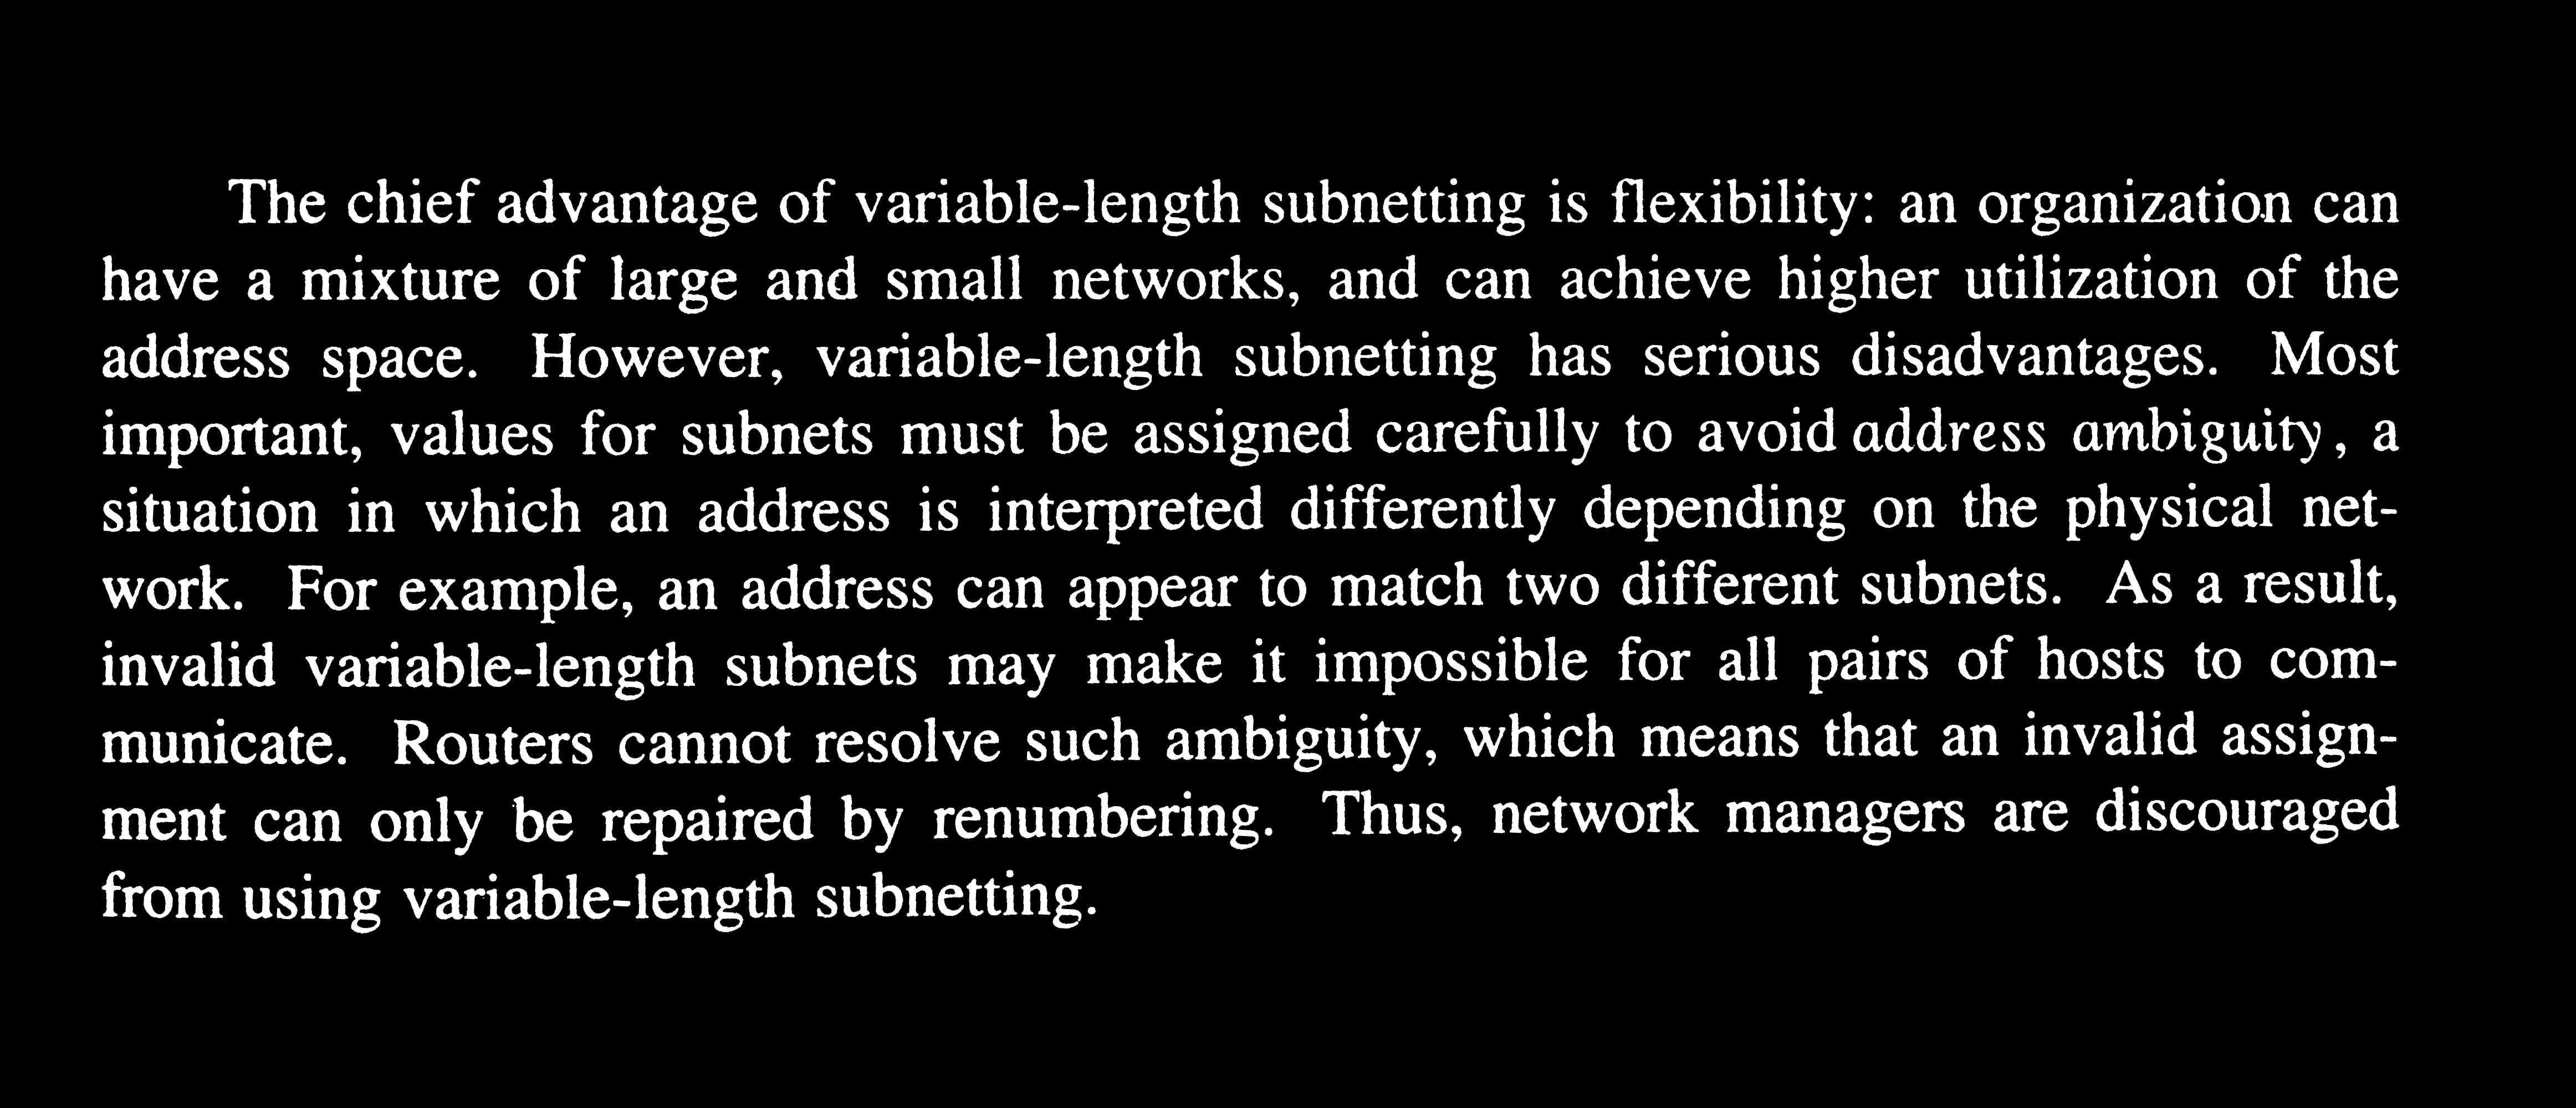 The chief advantage of variable-length subnetting is flexibility: an organization can
have a mixture of large and small networks, and can achieve higher utilization of the
address space. However, variable-length subnetting has serious disadvantages. Most
important, values for subnets must be assigned carefully to avoid address ambiguity, a
situation in which an address is interpreted differently depending on the physical net-
work. For example, an address can appear to match two different subnets. As a result,
invalid variable-length subnets may make it impossible for all pairs of hosts to com-
municate. Routers cannot resolve such ambiguity, which means that an invalid assign-
ment can only be repaired by renumbering. Thus, network managers are discouraged
from using variable-length subnetting.